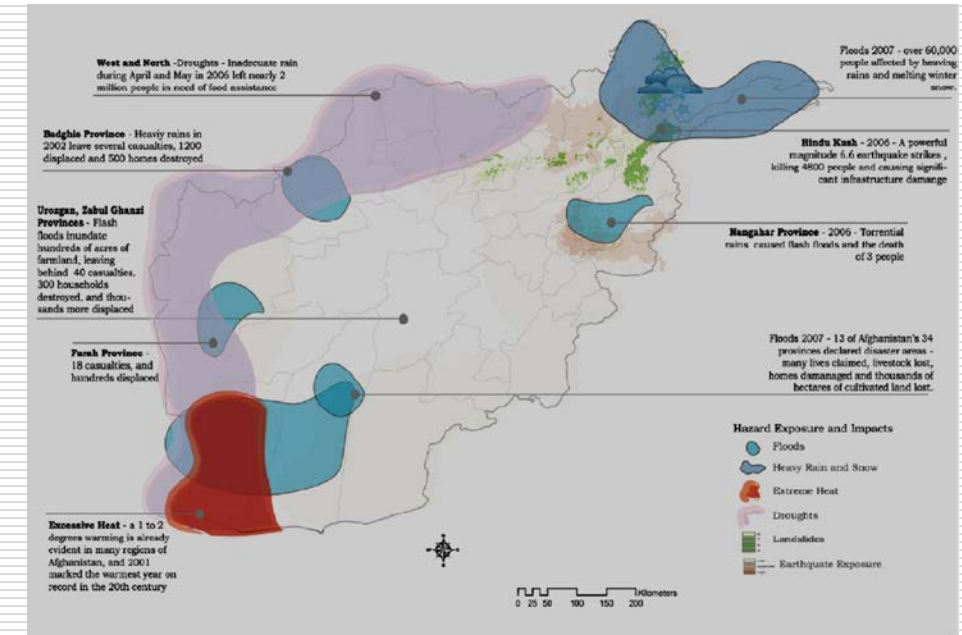 West and North -Droughts - Inadecuate rain
during April and May in 2006 left nearly 2
million people in need of food assistance
Badghis Province - Heaviy rains in
2002 leave several casualties, 1200
displaced and 500 homes destroyed
Urozgan, Zabul Ghanzi
Provinces - Flash
floods inundate
hundreds of acres of
farmland, leaving
behind 40 casualties,
300 households
destroyed, and thou-
sands more displaced
Farah Province -
18 casualties, and
hundreds displaced
Excessive Heat - a 1 to 2
degrees warming is already
evident in many regions of
Afghanistan, and 2001
marked the warmest year on
record in the 20th century
Floods 2007 - over 60,000
people affected by heaving
rains and melting winter
snow.
Hindu Kush - 2006 - A powerful
magnitude 6.6 earthquake strikes ,
killing 4800 people and causing signifi-
cant infrastructure damange
Nangahar Province - 2006 - Torrential
rains caused flash floods and the death
of 3 people
Floods 2007 - 13 of Afghanistan's 34
provinces declared disaster areas -
many lives claimed, livestock lost,
homes damanaged and thousands of
hectares of cultivated land lost.
Hazard Exposure and Impacts
Floods
Heavy Rain and Snow
Extreme Heat
Droughts
Landslides
Earthquate Exposure
Kilometers
0 25 50 100 150 200